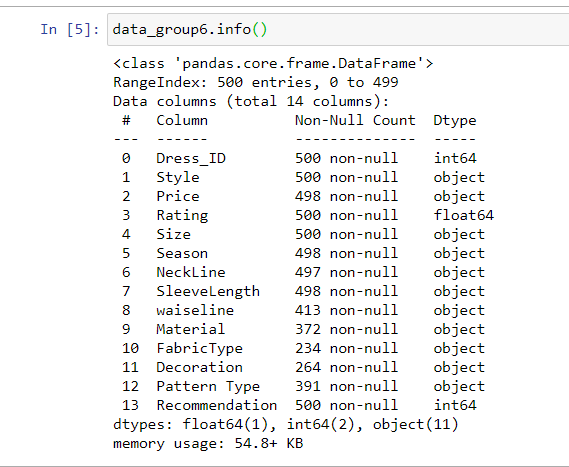 In [5]: data_group6.info()
<class 'pandas.core.frame.DataFrame'>
RangeIndex: 500 entries, 0 to 499
Data columns (total 14 columns):
 #   Column          Non-Null Count  Dtype
---  ------          --------------  -----
 0   Dress_ID        500 non-null    int64
 1   Style           500 non-null    object
 2   Price           498 non-null    object
 3   Rating          500 non-null    float64
 4   Size            500 non-null    object
 5   Season          498 non-null    object
 6   NeckLine        497 non-null    object
 7   SleeveLength    498 non-null    object
 8   waiseline       413 non-null    object
 9   Material        372 non-null    object
 10  FabricType      234 non-null    object
 11  Decoration      264 non-null    object
 12  Pattern Type    391 non-null    object
 13  Recommendation  500 non-null    int64
dtypes: float64(1), int64(2), object(11)
memory usage: 54.8+ KB